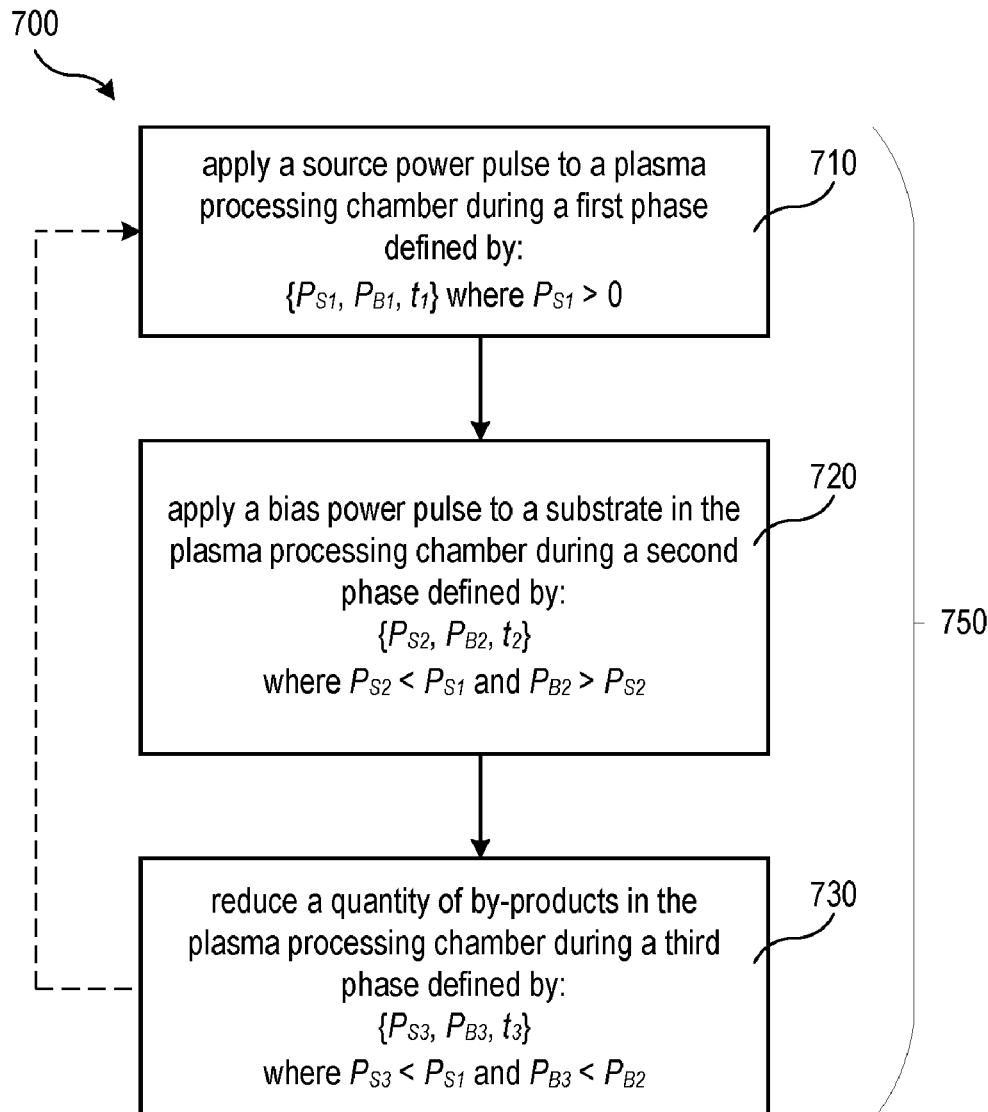 700
apply a source power pulse to a plasma
processing chamber during a first phase
defined by:
{PS1, PB1, t1} where PS1 > 0
710
apply a bias power pulse to a substrate in the
plasma processing chamber during a second
phase defined by:
{PS2, PB2, t2}
where PS2 < PS1 and PB2 > PS2
720
750
reduce a quantity of by-products in the
plasma processing chamber during a third
phase defined by:
{PS3, PB3, t3}
where PS3 < PS1 and PB3 < PB2
730